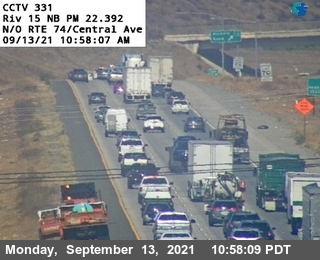 CCTV 331
Riv 15 NB PM 22.392
N/O RTE 74/Central Ave
09/13/21 10:58:07 AM
Monday, September 13, 2021 10:58:09 PDT